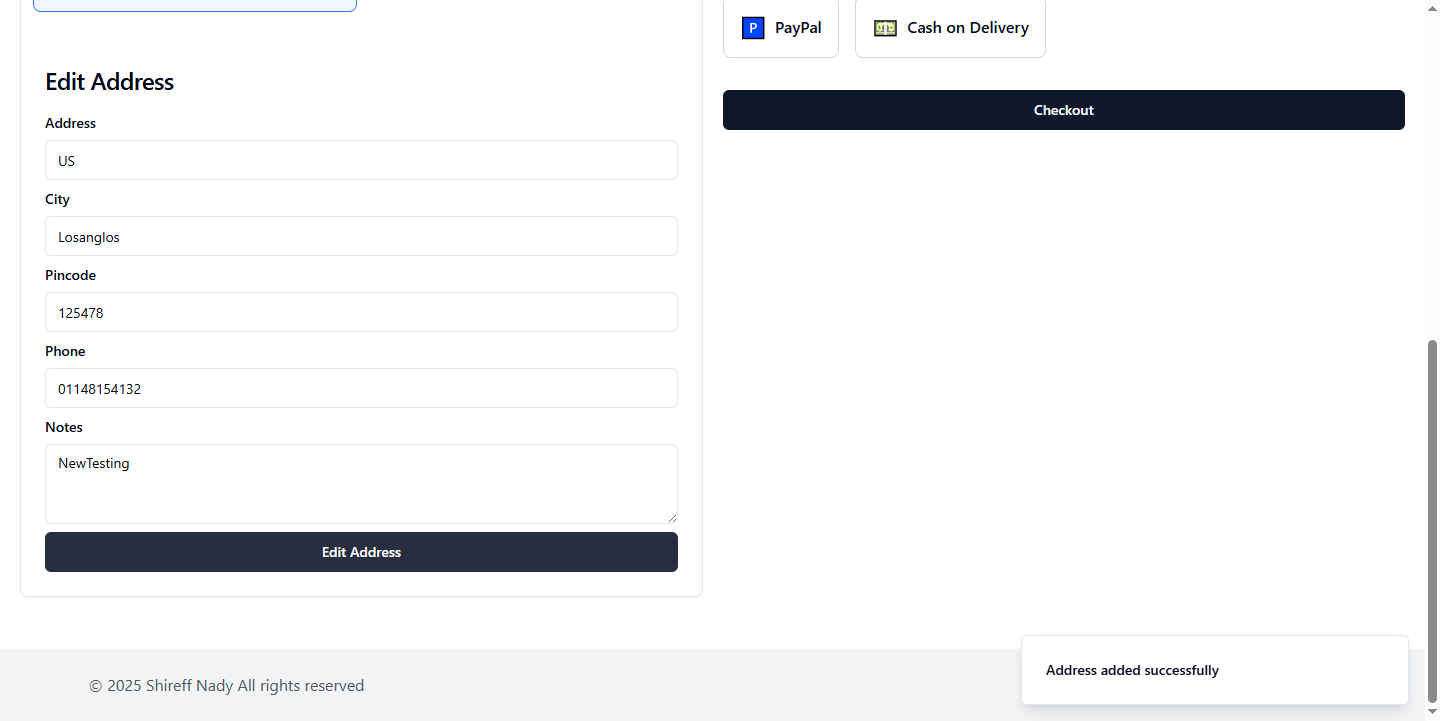 Edit Address
Address
US
City
Losanglos
Pincode
125478
Phone
01148154132
Notes
NewTesting
Edit Address
P PayPal
Cash on Delivery
Checkout
© 2025 Shireff Nady All rights reserved
Address added successfully